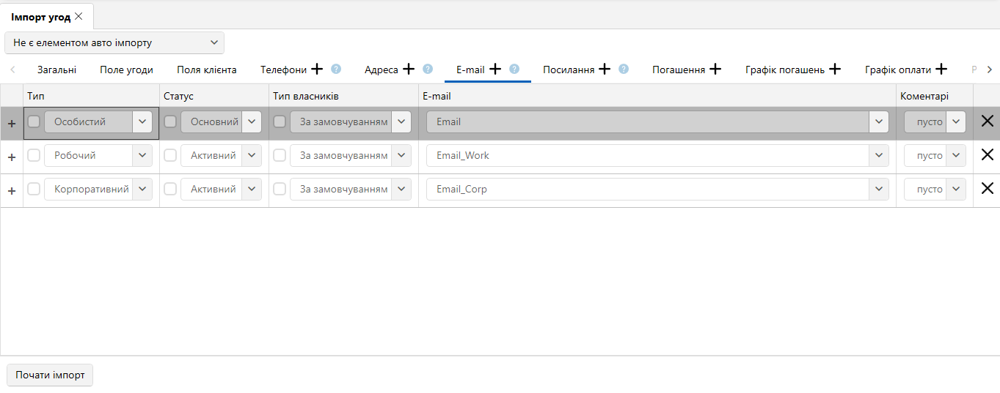 Імпорт угод
Не є елементом авто імпорту
Загальні Поле угоди Поля клієнта Телефони ? Адреса ? E-mail ? Посилання ? Погашення Графік погашень Графік оплати Р
Тип Статус Тип власників E-mail Коментарі
Особистий Основний За замовчуванням Email пусто
Робочий Активний За замовчуванням Email_Work пусто
Корпоративний Активний За замовчуванням Email_Corp пусто
Почати імпорт